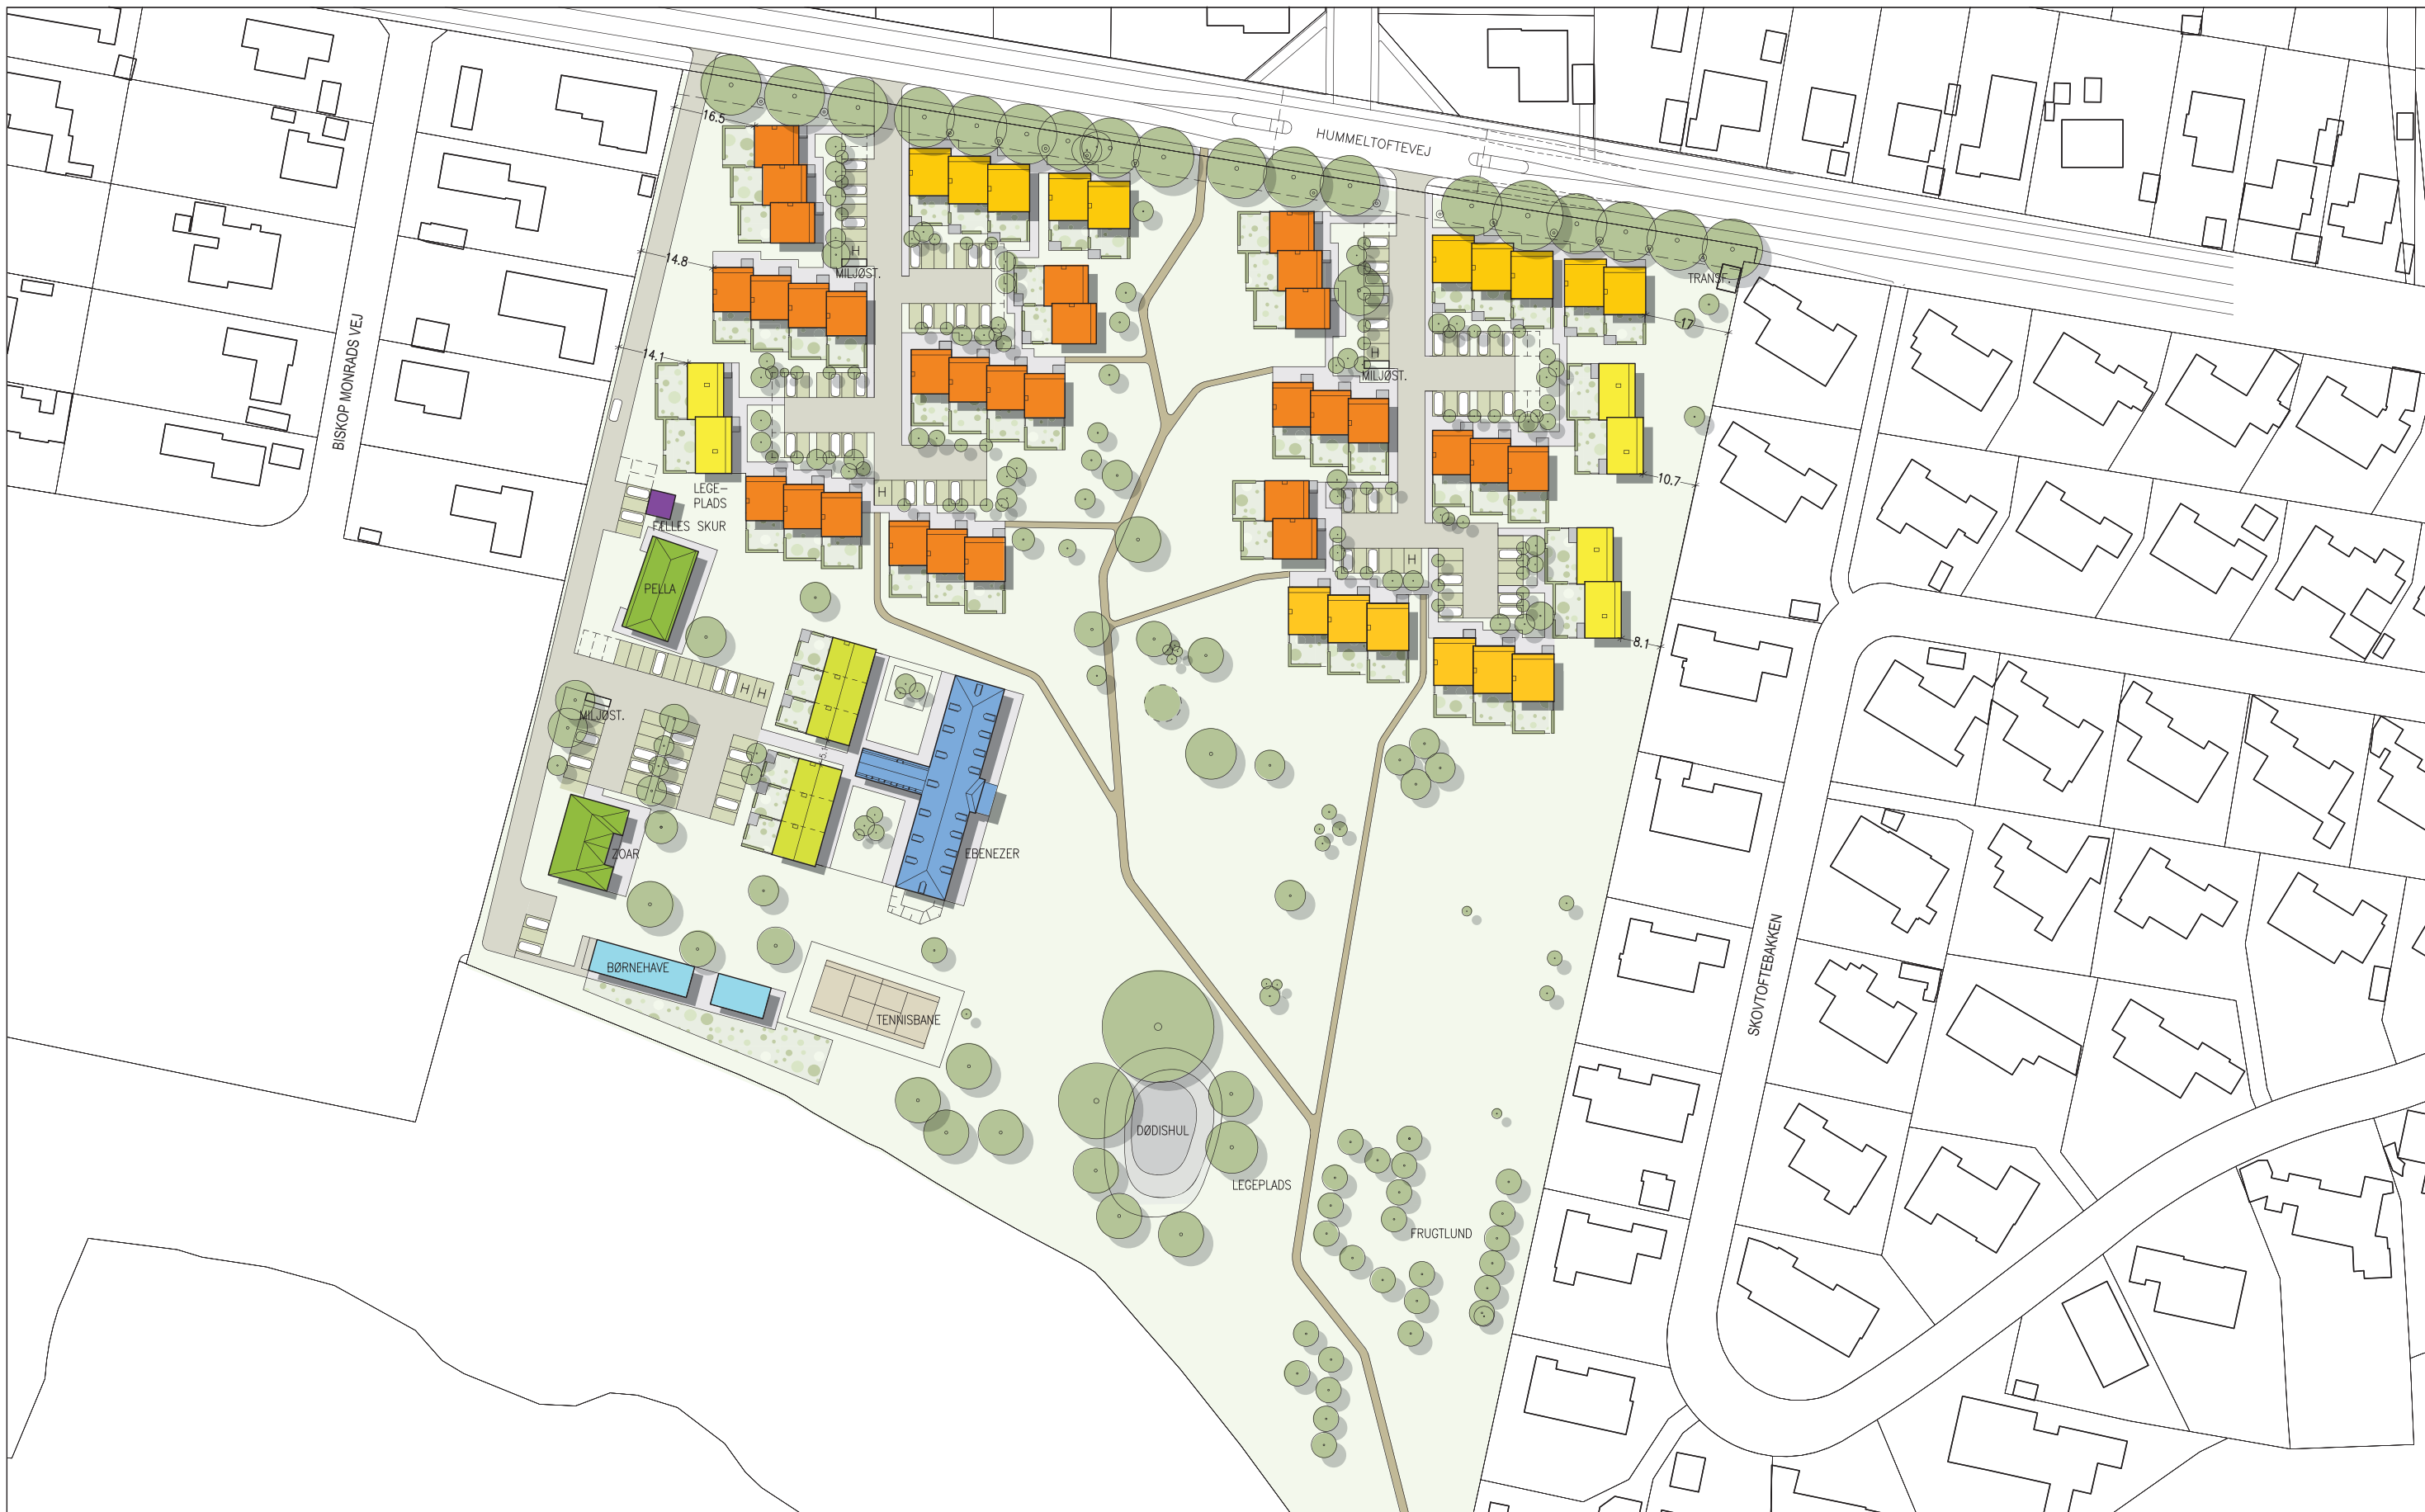 HUMMELTOFTEVEJ
16.5
H
MILJØST.
14.8
TRANSF.
17
14.1
BISKOP MONRADS VEJ
H
MILJØST.
10.7
LEGE-
PLADS
H
FÆLLES SKUR
H
PELLA
8.1
H H
MILJØST.
ZOAR
EBENEZER
SKOVTOFTEBAKKEN
BØRNEHAVE
TENNISBANE
DØDISHUL
LEGEPLADS
FRUGTLUND